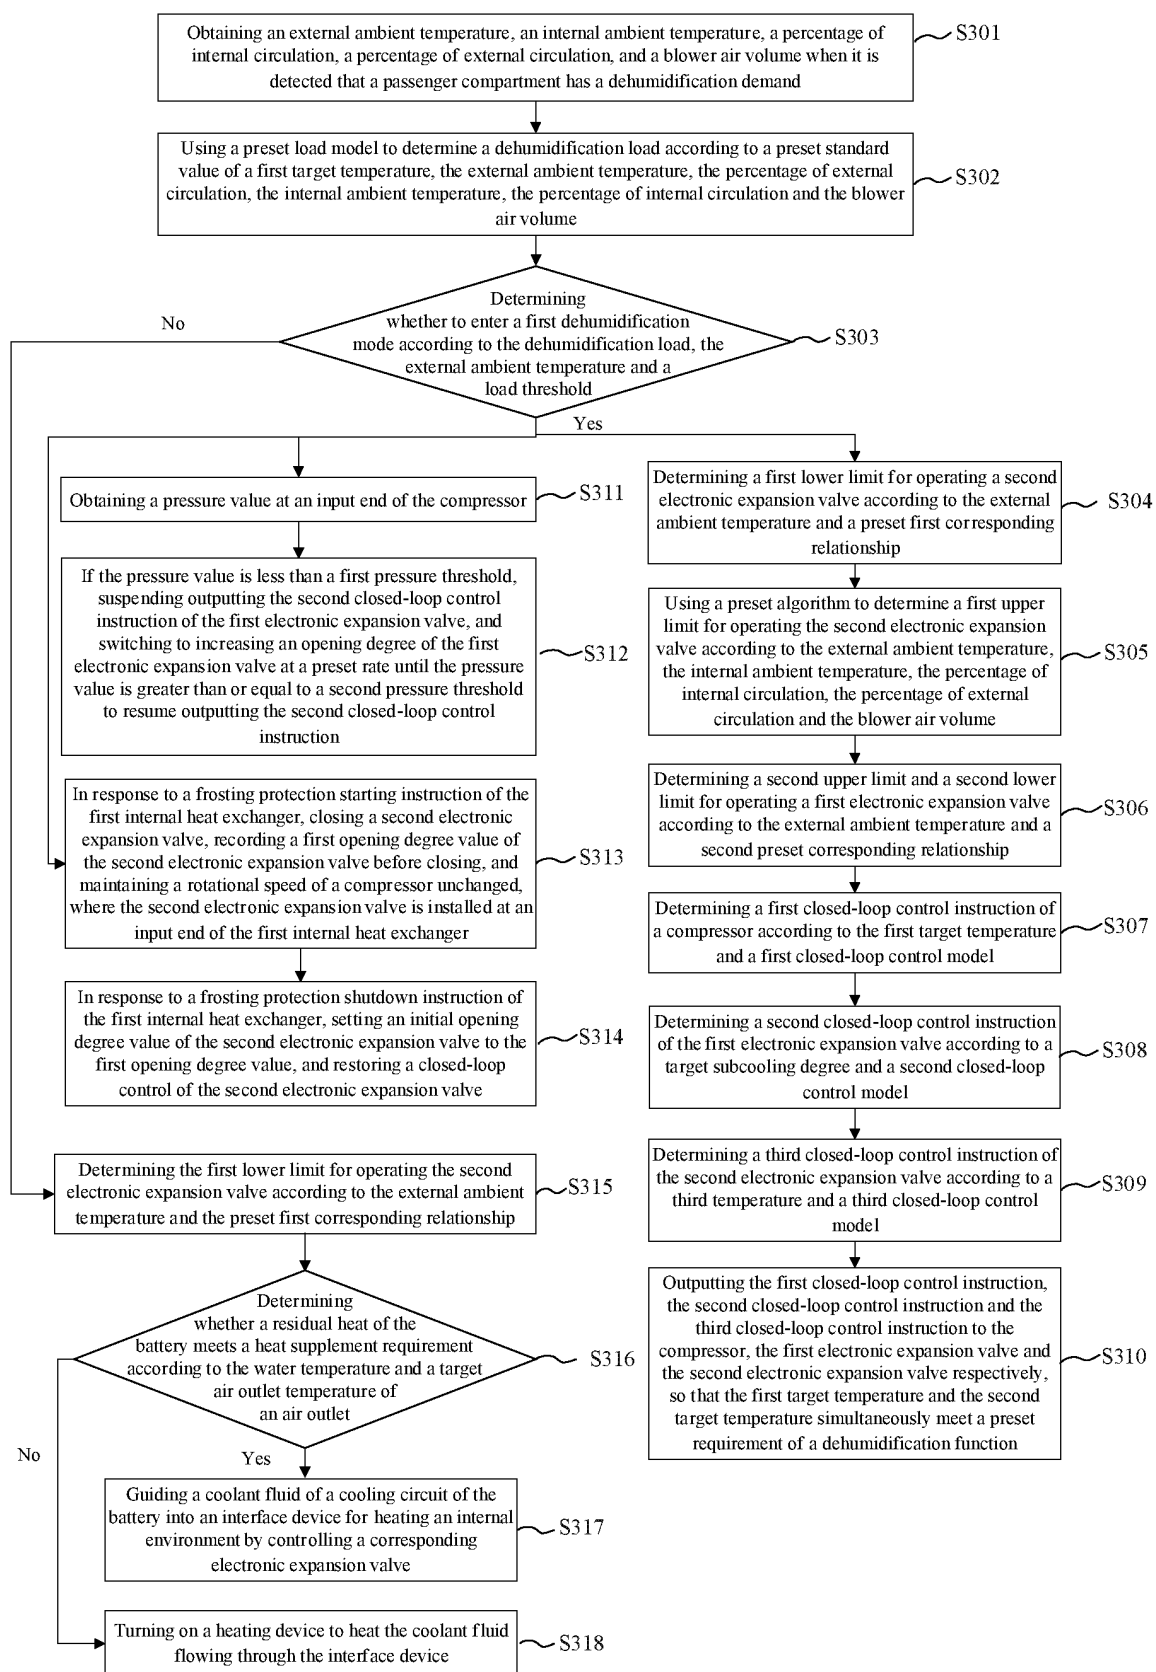 Obtaining an external ambient temperature, an internal ambient temperature, a percentage
of internal circulation, a percentage of external circulation, and a blower air volume when it is
detected that a passenger compartment has a dehumidification demand
S301
Using a preset load model to determine a dehumidification load according to a preset standard
value of a first target temperature, the external ambient temperature, the percentage of external
circulation, the internal ambient temperature, the percentage of internal circulation and the blower
air volume
S302
Determining
whether to enter a first dehumidification
mode according to the dehumidification load, the
external ambient temperature and a
load threshold
S303
No
Yes
Obtaining a pressure value at an input end of the compressor
S311
If the pressure value is less than a first pressure threshold,
suspending outputting the second closed-loop control
instruction of the first electronic expansion valve, and
switching to increasing an opening degree of the first
electronic expansion valve at a preset rate until the pressure
value is greater than or equal to a second pressure threshold
to resume outputting the second closed-loop control
instruction
S312
In response to a frosting protection starting instruction of the
first internal heat exchanger, closing a second electronic
expansion valve, recording a first opening degree value of
the second electronic expansion valve before closing, and
maintaining a rotational speed of a compressor unchanged,
where the second electronic expansion valve is installed at an
input end of the first internal heat exchanger
S313
In response to a frosting protection shutdown instruction of
the first internal heat exchanger, setting an initial opening
degree value of the second electronic expansion valve to the
first opening degree value, and restoring a closed-loop
control of the second electronic expansion valve
S314
Determining a first lower limit for operating a second
electronic expansion valve according to the external
ambient temperature and a preset first corresponding
relationship
S304
Using a preset algorithm to determine a first upper
limit for operating the second electronic expansion
valve according to the external ambient temperature,
the internal ambient temperature, the percentage of
internal circulation, the percentage of external
circulation and the blower air volume
S305
Determining a second upper limit and a second lower
limit for operating a first electronic expansion valve
according to the external ambient temperature and a
second preset corresponding relationship
S306
Determining a first closed-loop control instruction of
a compressor according to the first target temperature
and a first closed-loop control model
S307
Determining a second closed-loop control instruction
of the first electronic expansion valve according to a
target subcooling degree and a second closed-loop
control model
S308
Determining a third closed-loop control instruction of
the second electronic expansion valve according to a
third temperature and a third closed-loop control
model
S309
Outputting the first closed-loop control instruction,
the second closed-loop control instruction and the
third closed-loop control instruction to the
compressor, the first electronic expansion valve and
the second electronic expansion valve respectively,
so that the first target temperature and the second
target temperature simultaneously meet a preset
requirement of a dehumidification function
S310
Determining the first lower limit for operating the second
electronic expansion valve according to the external ambient
temperature and the preset first corresponding relationship
S315
Determining
whether a residual heat of the
battery meets a heat supplement requirement
according to the water temperature and a target
air outlet temperature of
an air outlet
S316
No
Yes
Guiding a coolant fluid of a cooling circuit of the
battery into an interface device for heating an internal
environment by controlling a corresponding
electronic expansion valve
S317
Turning on a heating device to heat the coolant fluid
flowing through the interface device
S318